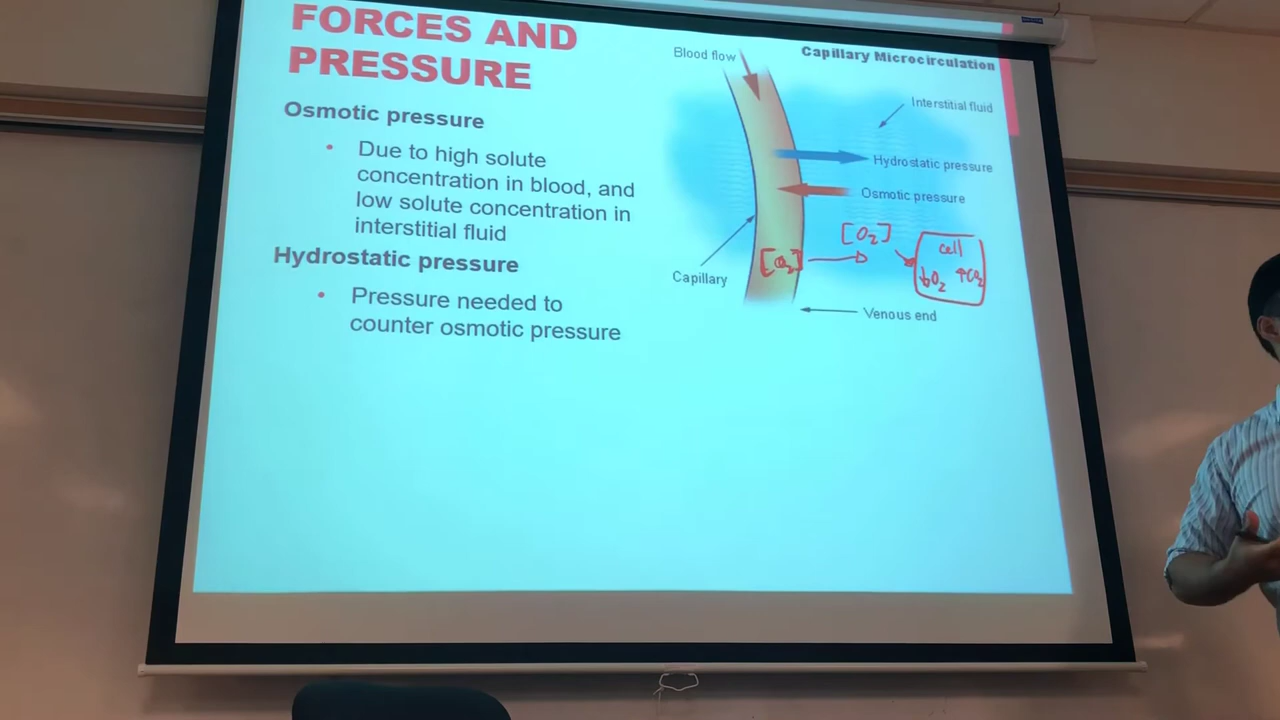 FORCES AND
PRESSURE
Osmotic pressure
• Due to high solute
concentration in blood, and
low solute concentration in
interstitial fluid
Hydrostatic pressure
• Pressure needed to
counter osmotic pressure
Capillary Microcirculation
Blood flow
Interstitial fluid
Hydrostatic pressure
Osmotic pressure
[O₂]
[O₂]
cell
↓O₂ ↑CO₂
Capillary
Venous end